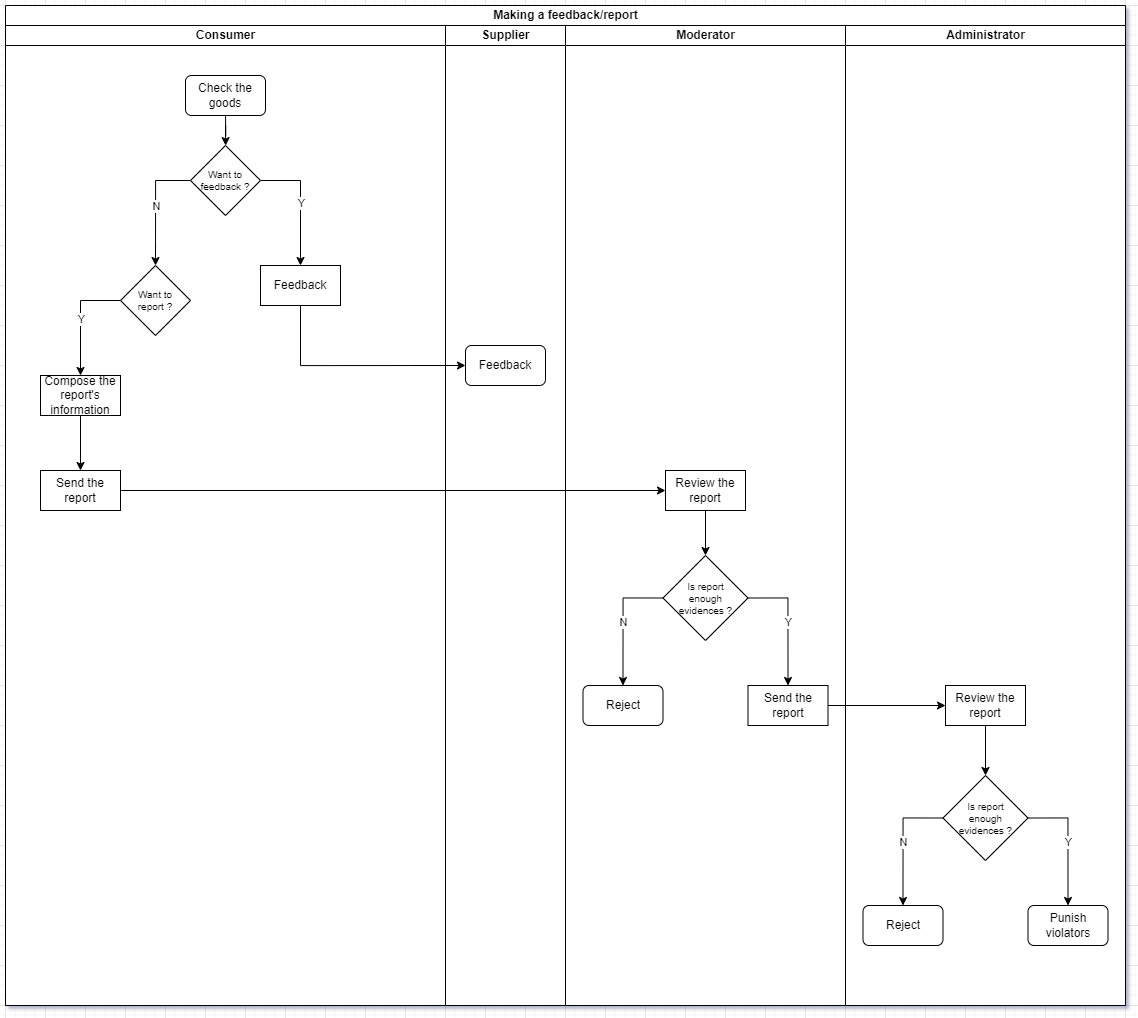 Making a feedback/report
Consumer
Supplier
Moderator
Administrator
Check the
goods
Want to
feedback ?
N
Y
Want to
report ?
Feedback
Y
Feedback
Compose the
report's
information
Send the
report
Review the
report
Is report
enough
evidences ?
N
Y
Reject
Send the
report
Review the
report
Is report
enough
evidences ?
N
Y
Reject
Punish
violators